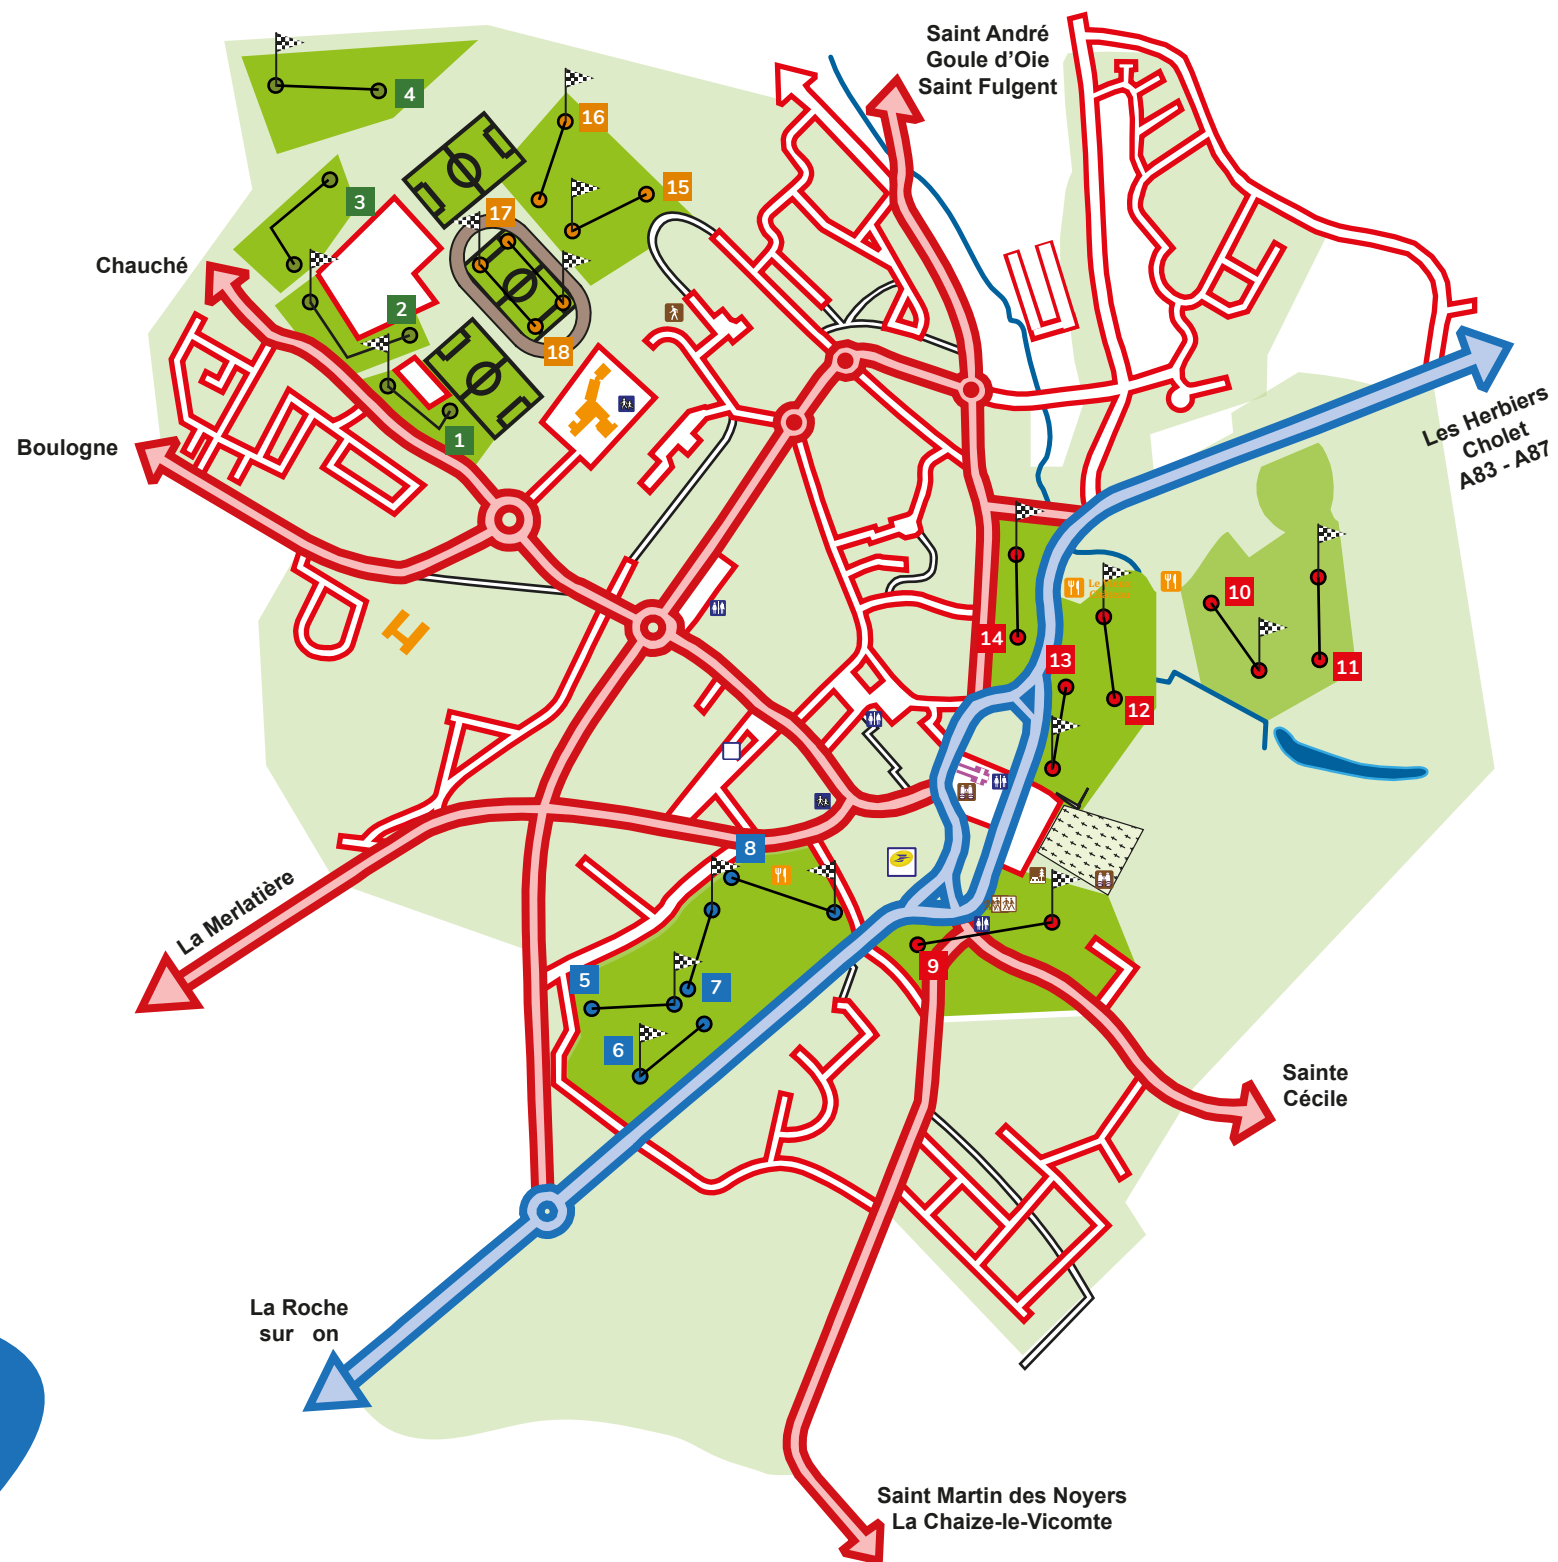 Saint André
Goule d'Oie
Saint Fulgent
4
16
3
15
17
Chauché
2
18
1
Boulogne
Les Herbiers
Cholet
A83 - A87
10
14
13
11
12
8
La Merlatière
9
5
7
6
Sainte
Cécile
La Roche
sur on
Saint Martin des Noyers
La Chaize-le-Vicomte